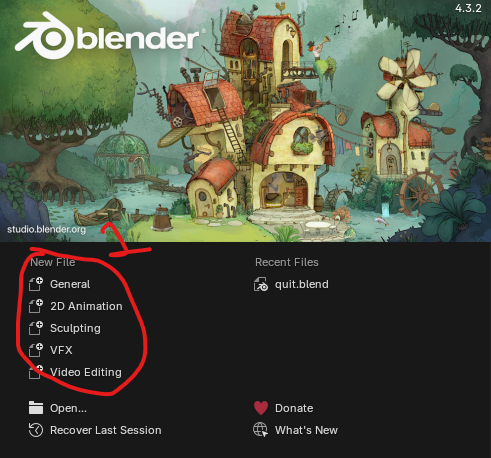 4.3.2
blender
studio.blender.org
1
New File
General
2D Animation
Sculpting
VFX
Video Editing
Open...
Recover Last Session
Recent Files
quit.blend
Donate
What's New